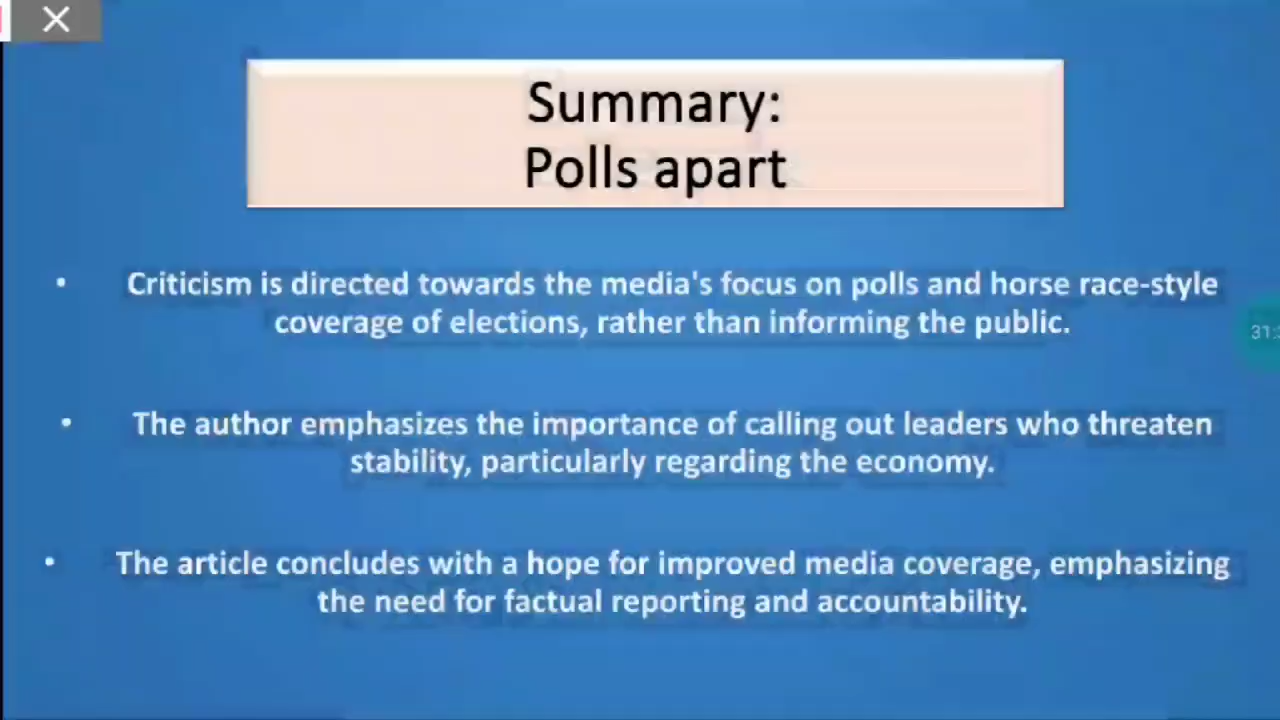 Summary:
Polls apart
• Criticism is directed towards the media's focus on polls and horse race-style
coverage of elections, rather than informing the public.
• The author emphasizes the importance of calling out leaders who threaten
stability, particularly regarding the economy.
• The article concludes with a hope for improved media coverage, emphasizing
the need for factual reporting and accountability.